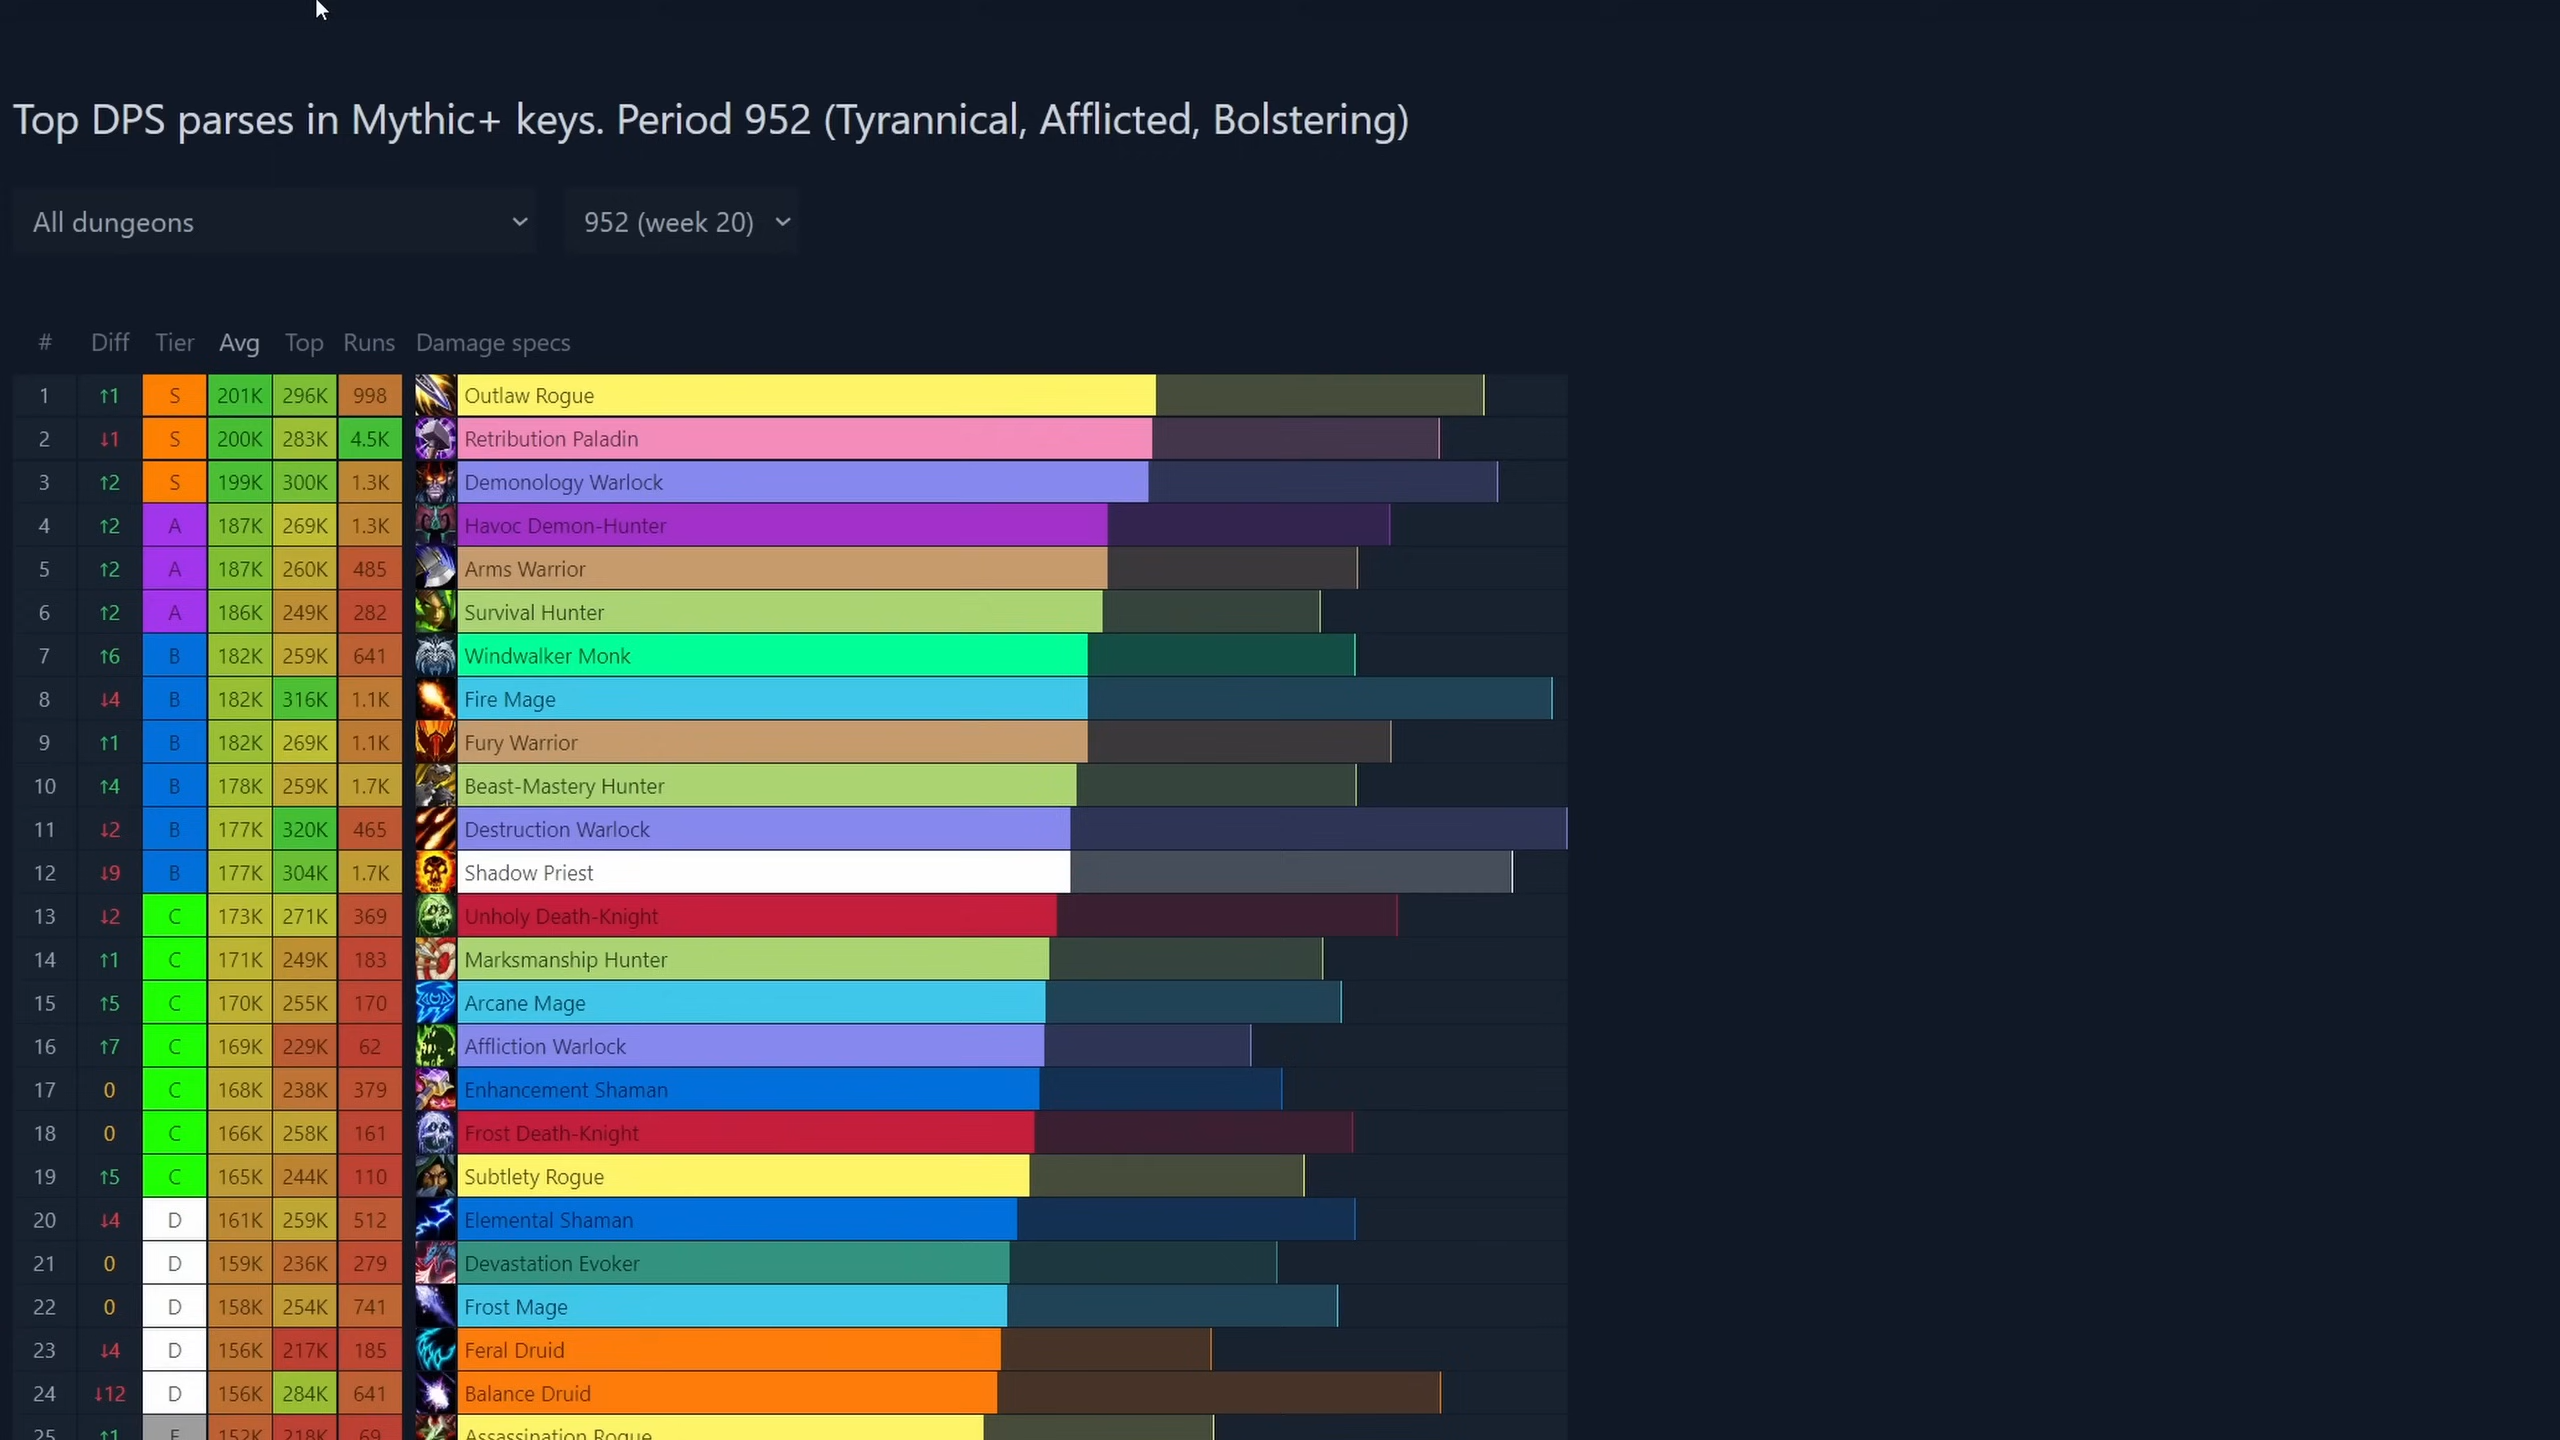 Top DPS parses in Mythic+ keys. Period 952 (Tyrannical, Afflicted, Bolstering)
All dungeons 952 (week 20)
# Diff Tier Avg Top Runs Damage specs
1 ↑1 S 201K 296K 998 Outlaw Rogue
2 ↓1 S 200K 283K 4.5K Retribution Paladin
3 ↑2 S 199K 300K 1.3K Demonology Warlock
4 ↑2 A 187K 269K 1.3K Havoc Demon-Hunter
5 ↑2 A 187K 260K 485 Arms Warrior
6 ↑2 A 186K 249K 282 Survival Hunter
7 ↑6 B 182K 259K 641 Windwalker Monk
8 ↓4 B 182K 316K 1.1K Fire Mage
9 ↑1 B 182K 269K 1.1K Fury Warrior
10 ↑4 B 178K 259K 1.7K Beast-Mastery Hunter
11 ↓2 B 177K 320K 465 Destruction Warlock
12 ↓9 B 177K 304K 1.7K Shadow Priest
13 ↓2 C 173K 271K 369 Unholy Death-Knight
14 ↑1 C 171K 249K 183 Marksmanship Hunter
15 ↑5 C 170K 255K 170 Arcane Mage
16 ↑7 C 169K 229K 62 Affliction Warlock
17 0 C 168K 238K 379 Enhancement Shaman
18 0 C 166K 258K 161 Frost Death-Knight
19 ↑5 C 165K 244K 110 Subtlety Rogue
20 ↓4 D 161K 259K 512 Elemental Shaman
21 0 D 159K 236K 279 Devastation Evoker
22 0 D 158K 254K 741 Frost Mage
23 ↓4 D 156K 217K 185 Feral Druid
24 ↓12 D 156K 284K 641 Balance Druid
25 ↑1 F 152K 218K 69 Assassination Rogue